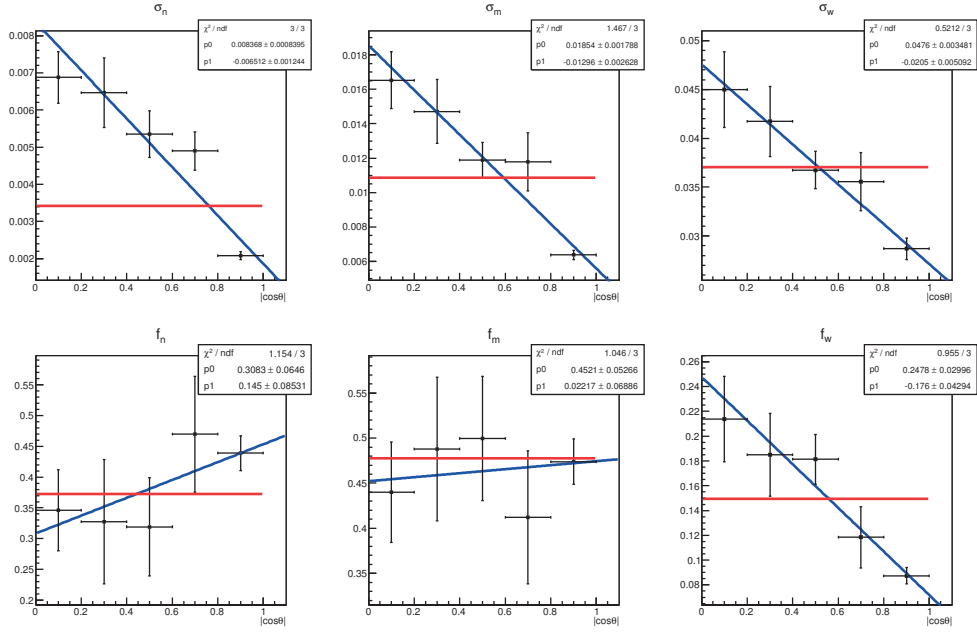 σn
χ² / ndf 3 / 3
p0 0.008368 ± 0.0008395
p1 -0.006512 ± 0.001244
0.008
0.007
0.006
0.005
0.004
0.003
0.002
0 0.2 0.4 0.6 0.8 1
|cosθ|
σm
χ² / ndf 1.467 / 3
p0 0.01854 ± 0.001788
p1 -0.01296 ± 0.002628
0.018
0.016
0.014
0.012
0.01
0.008
0.006
0 0.2 0.4 0.6 0.8 1
|cosθ|
σw
χ² / ndf 0.5212 / 3
p0 0.0476 ± 0.003481
p1 -0.0205 ± 0.005092
0.05
0.045
0.04
0.035
0.03
0 0.2 0.4 0.6 0.8 1
|cosθ|
fn
χ² / ndf 1.154 / 3
p0 0.3083 ± 0.0646
p1 0.145 ± 0.08531
0.55
0.5
0.45
0.4
0.35
0.3
0.25
0.2
0 0.2 0.4 0.6 0.8 1
|cosθ|
fm
χ² / ndf 1.046 / 3
p0 0.4521 ± 0.05266
p1 0.02217 ± 0.06886
0.55
0.5
0.45
0.4
0.35
0 0.2 0.4 0.6 0.8 1
|cosθ|
fw
χ² / ndf 0.955 / 3
p0 0.2478 ± 0.02996
p1 -0.176 ± 0.04294
0.26
0.24
0.22
0.2
0.18
0.16
0.14
0.12
0.1
0.08
0 0.2 0.4 0.6 0.8 1
|cosθ|